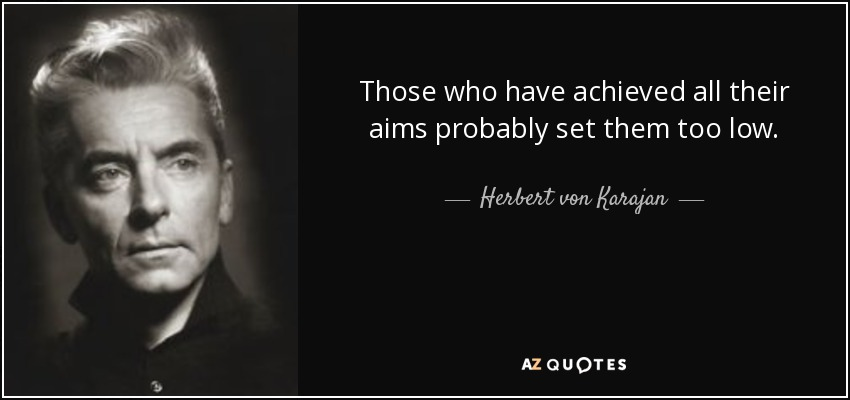 Those who have achieved all their
aims probably set them too low.
— Herbert von Karajan —
AZ QUOTES